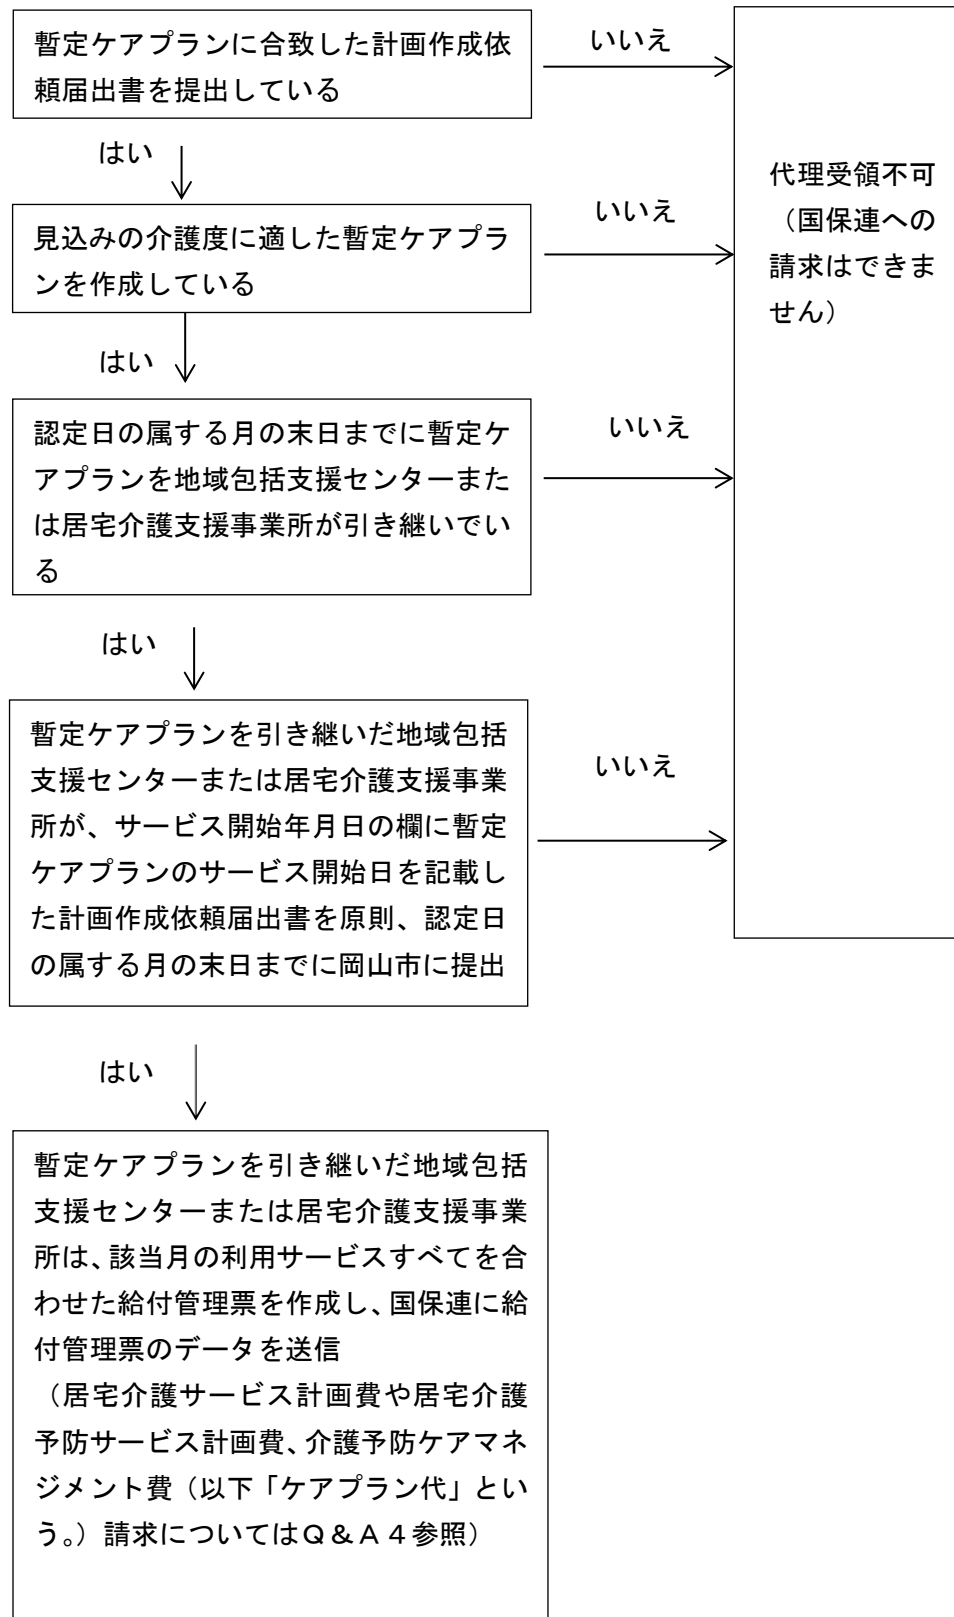 暫定ケアプランに合致した計画作成依
頼届出書を提出している
いいえ
はい
見込みの介護度に適した暫定ケアプラ
ンを作成している
いいえ
はい
認定日の属する月の末日までに暫定ケ
アプランを地域包括支援センターまた
は居宅介護支援事業所が引き継いでい
る
いいえ
はい
暫定ケアプランを引き継いだ地域包括
支援センターまたは居宅介護支援事業
所が、サービス開始年月日の欄に暫定
ケアプランのサービス開始日を記載し
た計画作成依頼届出書を原則、認定日
の属する月の末日までに岡山市に提出
いいえ
はい
暫定ケアプランを引き継いだ地域包括
支援センターまたは居宅介護支援事業
所は、該当月の利用サービスすべてを合
わせた給付管理票を作成し、国保連に給
付管理票のデータを送信
（居宅介護サービス計画費や居宅介護
予防サービス計画費、介護予防ケアマネ
ジメント費（以下「ケアプラン代」とい
う。）請求についてはＱ＆Ａ４参照）
代理受領不可
（国保連への
請求はできま
せん）